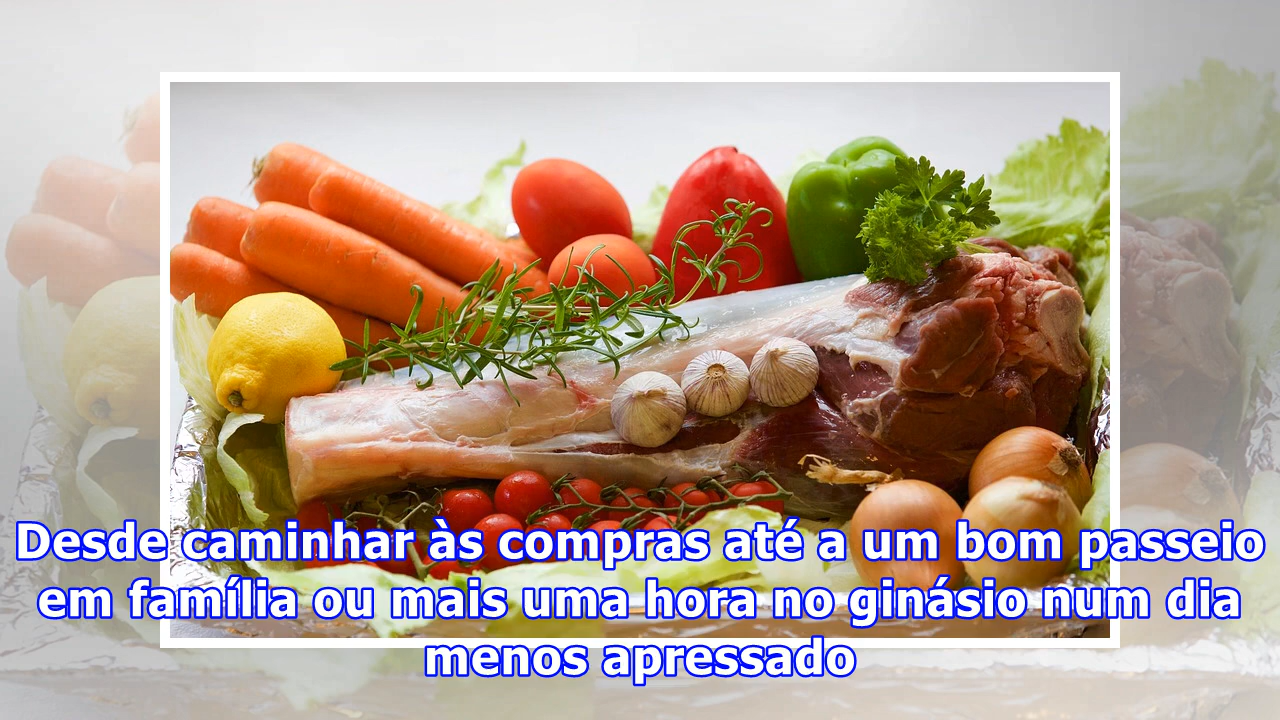 Desde caminhar às compras até a um bom passeio
em família ou mais uma hora no ginásio num dia
menos apressado